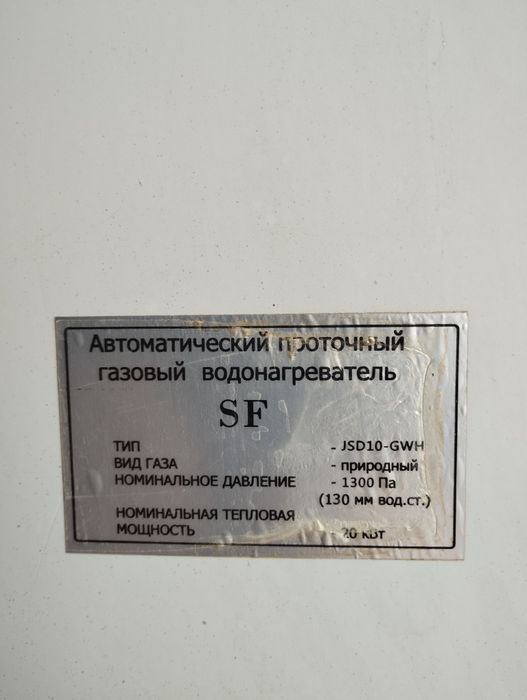 Автоматический проточный
газовый водонагреватель
SF
ТИП - JSD10-GWH
ВИД ГАЗА - природный
НОМИНАЛЬНОЕ ДАВЛЕНИЕ - 1300 Па
(130 мм вод.ст.)
НОМИНАЛЬНАЯ ТЕПЛОВАЯ
МОЩНОСТЬ - 20 кВт